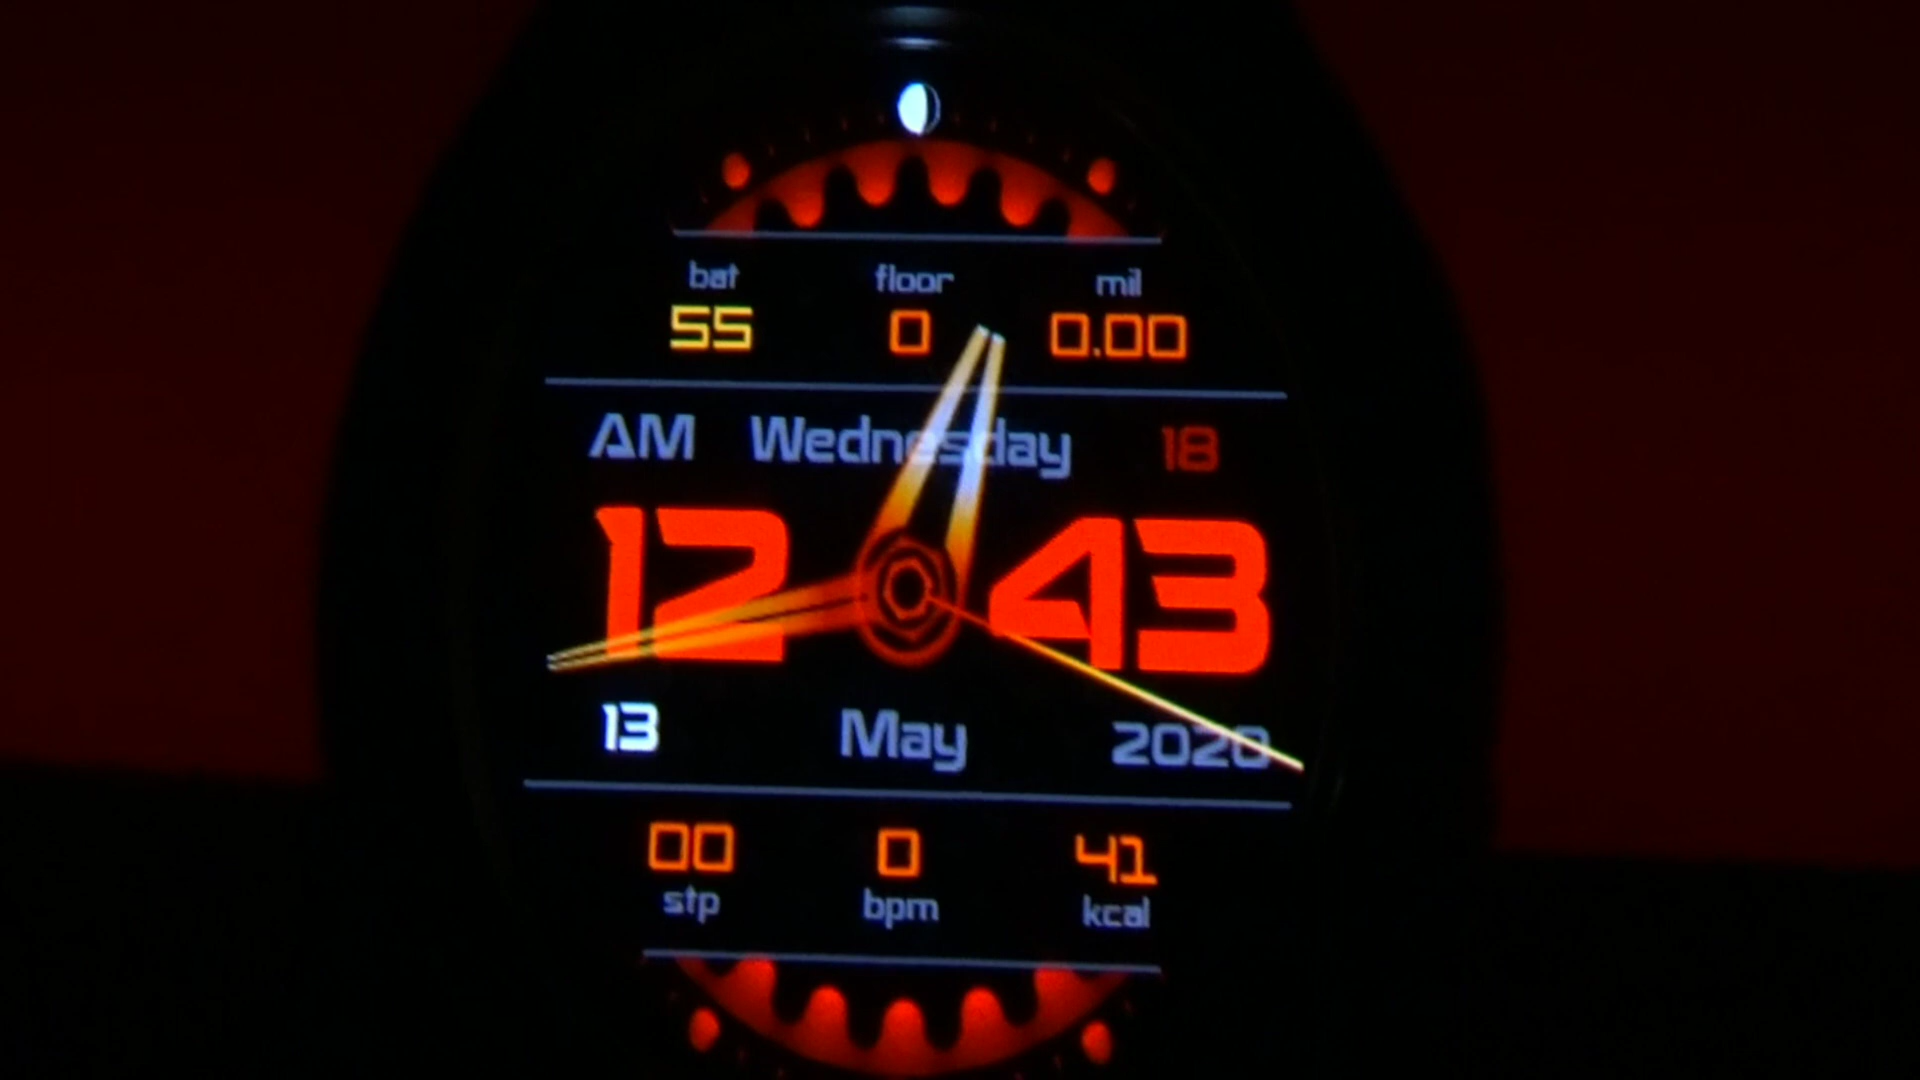 bat floor mil
55 0 0.00
AM Wednesday 18
12 43
13 May 2020
00 0 41
stp bpm kcal